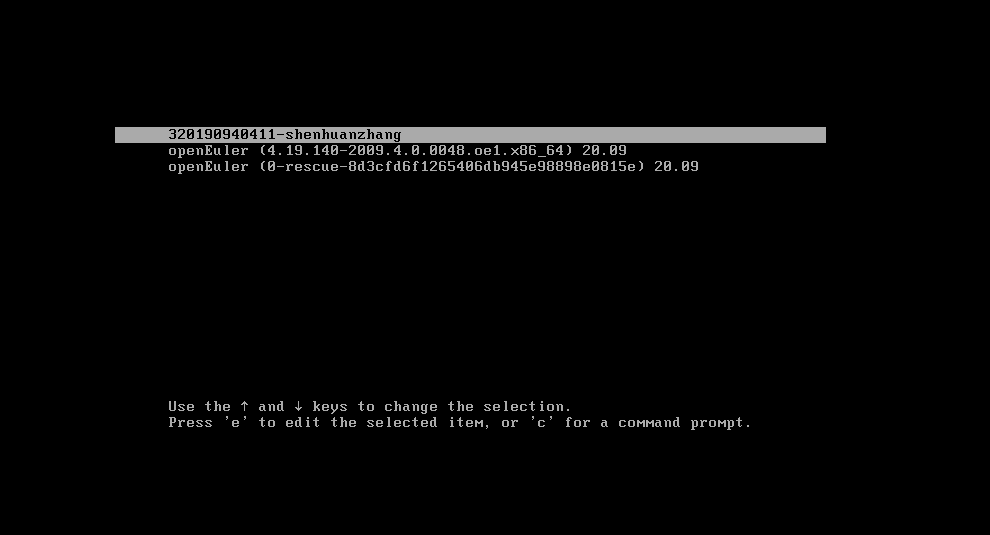 320190940411-shenhuanzhang
openEuler (4.19.140-2009.4.0.0048.oe1.x86_64) 20.09
openEuler (0-rescue-8d3cfd6f1265406db945e98898e0815e) 20.09
Use the ↑ and ↓ keys to change the selection.
Press 'e' to edit the selected item, or 'c' for a command prompt.